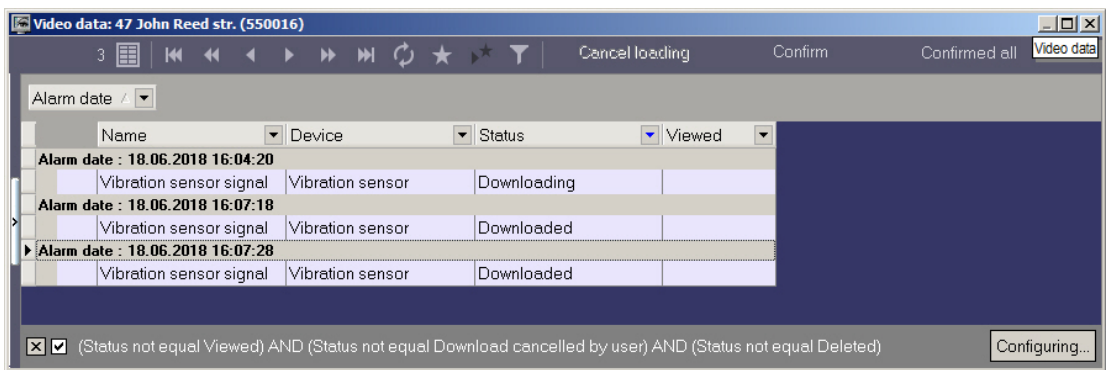 Video data: 47 John Reed str. (550016)
3 Cancel loading Confirm Confirmed all Video data
Alarm date
Name Device Status Viewed
Alarm date : 18.06.2018 16:04:20
Vibration sensor signal Vibration sensor Downloading
Alarm date : 18.06.2018 16:07:18
Vibration sensor signal Vibration sensor Downloaded
Alarm date : 18.06.2018 16:07:28
Vibration sensor signal Vibration sensor Downloaded
(Status not equal Viewed) AND (Status not equal Download cancelled by user) AND (Status not equal Deleted) Configuring...